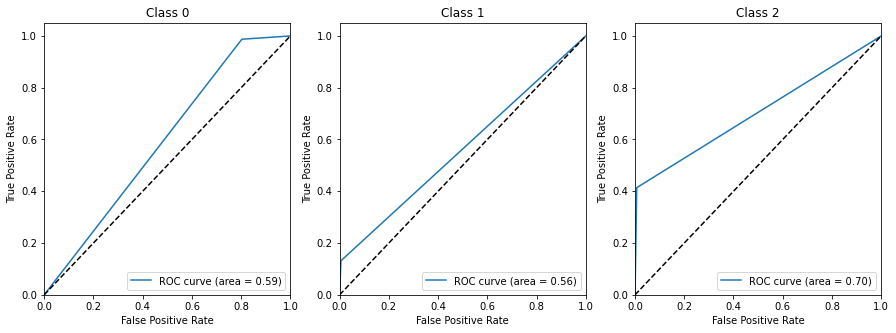 Class 0
1.0
0.8
0.6
0.4
0.2
0.0
True Positive Rate
ROC curve (area = 0.59)
0.0 0.2 0.4 0.6 0.8 1.0
False Positive Rate
Class 1
1.0
0.8
0.6
0.4
0.2
0.0
True Positive Rate
ROC curve (area = 0.56)
0.0 0.2 0.4 0.6 0.8 1.0
False Positive Rate
Class 2
1.0
0.8
0.6
0.4
0.2
0.0
True Positive Rate
ROC curve (area = 0.70)
0.0 0.2 0.4 0.6 0.8 1.0
False Positive Rate